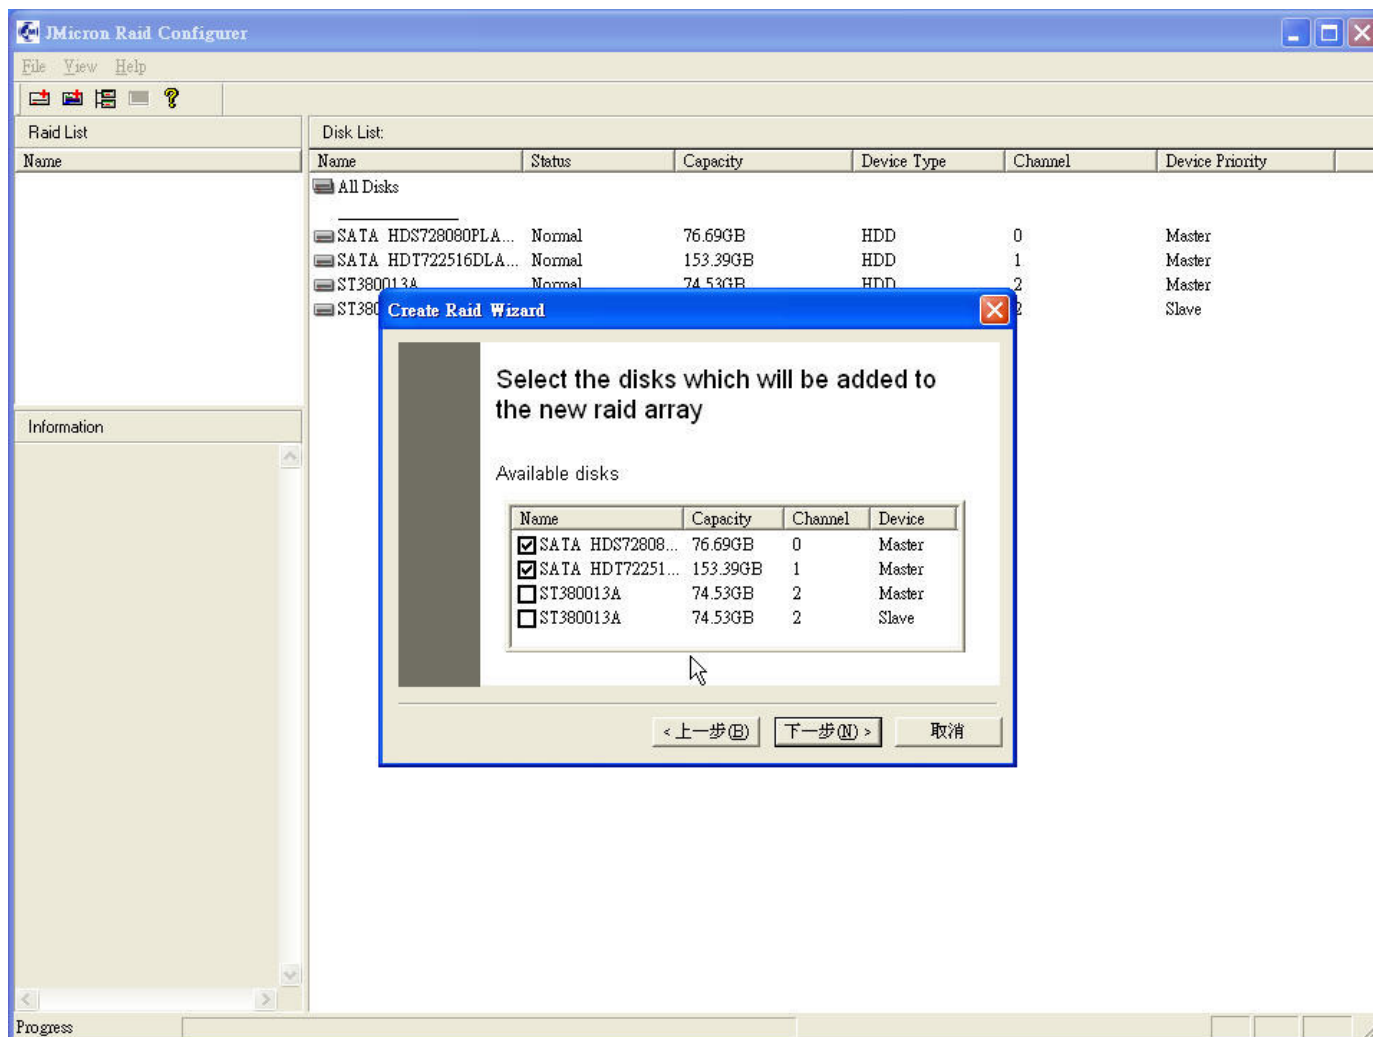 JMicron Raid Configurer
File View Help
Raid List
Disk List:
Name
Name Status Capacity Device Type Channel Device Priority
All Disks
SATA HDS728080PLA... Normal 76.69GB HDD 0 Master
SATA HDT722516DLA... Normal 153.39GB HDD 1 Master
ST380013A Normal 74.53GB HDD 2 Master
ST380 2 Slave
Create Raid Wizard
Select the disks which will be added to
the new raid array
Available disks
Name Capacity Channel Device
SATA HDS72808... 76.69GB 0 Master
SATA HDT72251... 153.39GB 1 Master
ST380013A 74.53GB 2 Master
ST380013A 74.53GB 2 Slave
< 上一步(B) 下一步(N) > 取消
Information
Progress